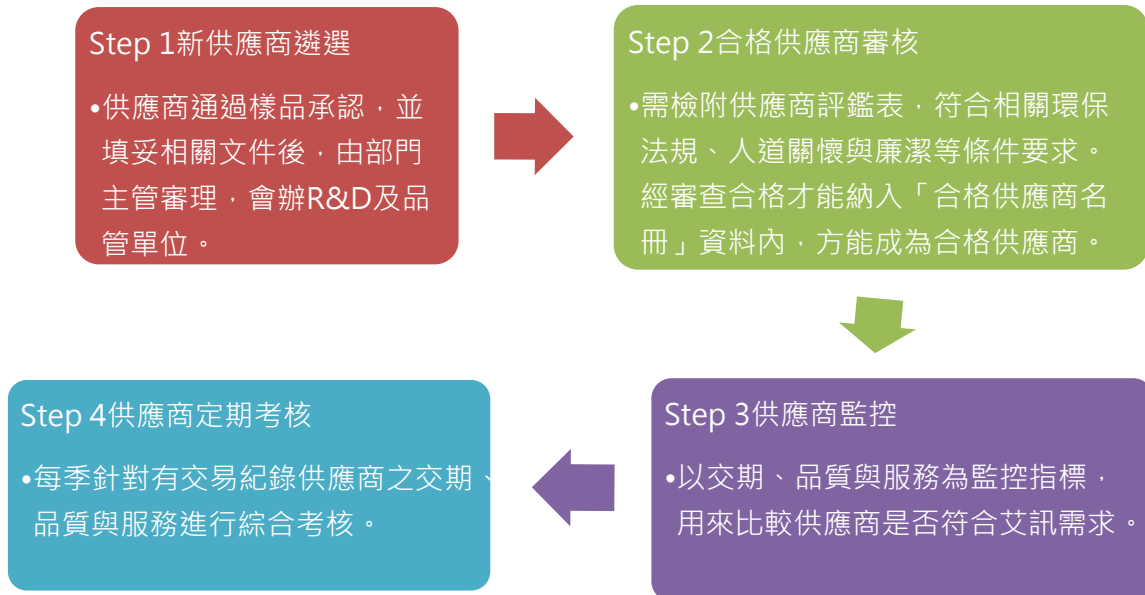 Step 1新供應商遴選
•供應商通過樣品承認，並
填妥相關文件後，由部門
主管審理，會辦R&D及品
管單位。
Step 2合格供應商審核
•需檢附供應商評鑑表，符合相關環保
法規、人道關懷與廉潔等條件要求。
經審查合格才能納入「合格供應商名
冊」資料內，方能成為合格供應商。
Step 3供應商監控
•以交期、品質與服務為監控指標，
用來比較供應商是否符合艾訊需求。
Step 4供應商定期考核
•每季針對有交易紀錄供應商之交期、
品質與服務進行綜合考核。